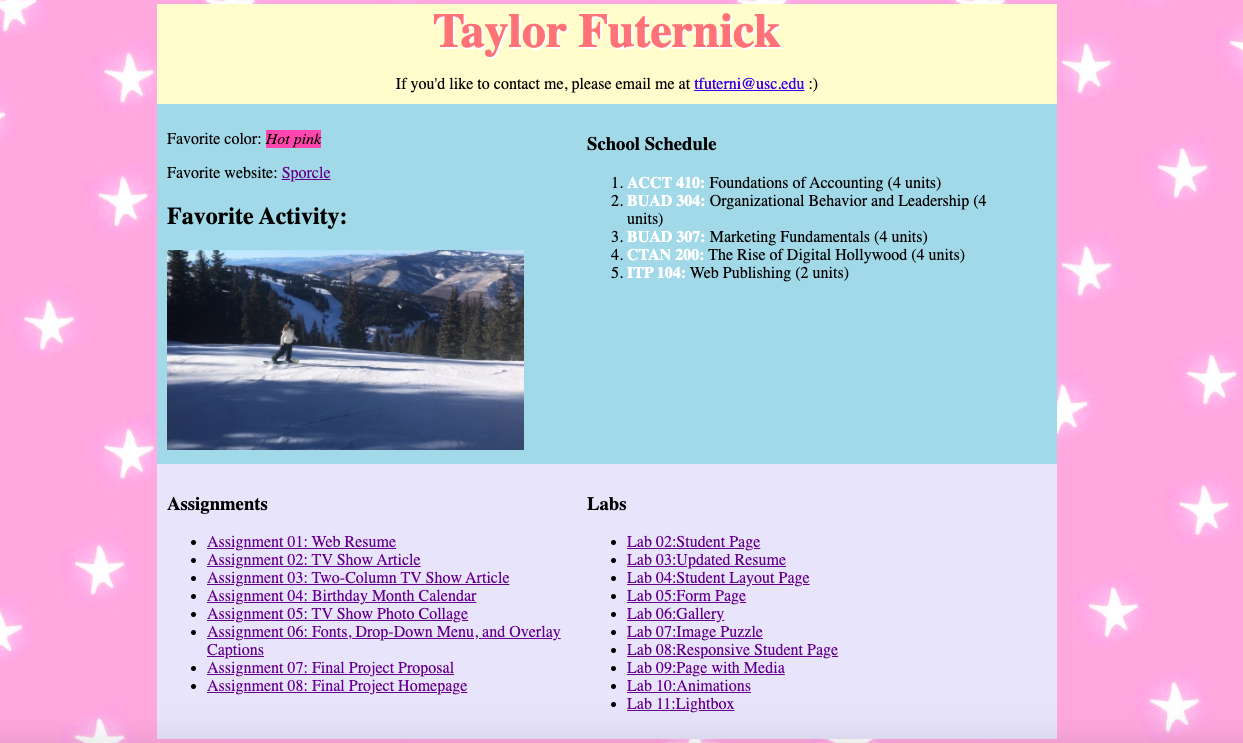 Taylor Futernick
If you'd like to contact me, please email me at tfuterni@usc.edu :)
Favorite color: Hot pink
Favorite website: Sporcle
Favorite Activity:
School Schedule
1. ACCT 410: Foundations of Accounting (4 units)
2. BUAD 304: Organizational Behavior and Leadership (4
units)
3. BUAD 307: Marketing Fundamentals (4 units)
4. CTAN 200: The Rise of Digital Hollywood (4 units)
5. ITP 104: Web Publishing (2 units)
Assignments
• Assignment 01: Web Resume
• Assignment 02: TV Show Article
• Assignment 03: Two-Column TV Show Article
• Assignment 04: Birthday Month Calendar
• Assignment 05: TV Show Photo Collage
• Assignment 06: Fonts, Drop-Down Menu, and Overlay
Captions
• Assignment 07: Final Project Proposal
• Assignment 08: Final Project Homepage
Labs
• Lab 02:Student Page
• Lab 03:Updated Resume
• Lab 04:Student Layout Page
• Lab 05:Form Page
• Lab 06:Gallery
• Lab 07:Image Puzzle
• Lab 08:Responsive Student Page
• Lab 09:Page with Media
• Lab 10:Animations
• Lab 11:Lightbox